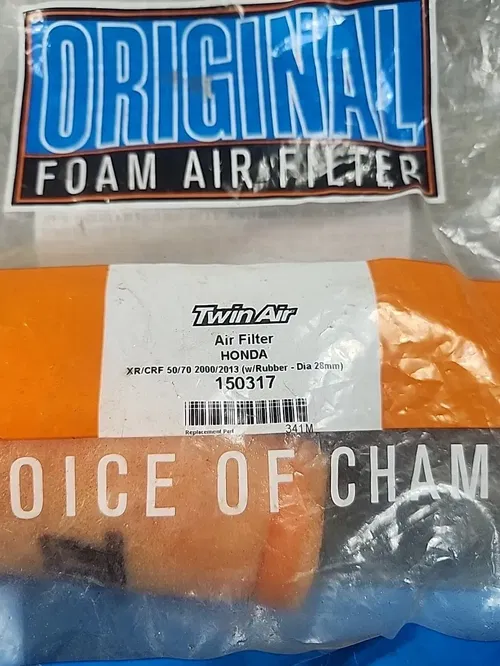 ORIGINAL
FOAM AIR FILTER
Twin Air
Air Filter
HONDA
XR/CRF 50/70 2000/2013 (w/Rubber - Dia 28mm)
150317
Replacement Part
341M
OICE OF CHAM